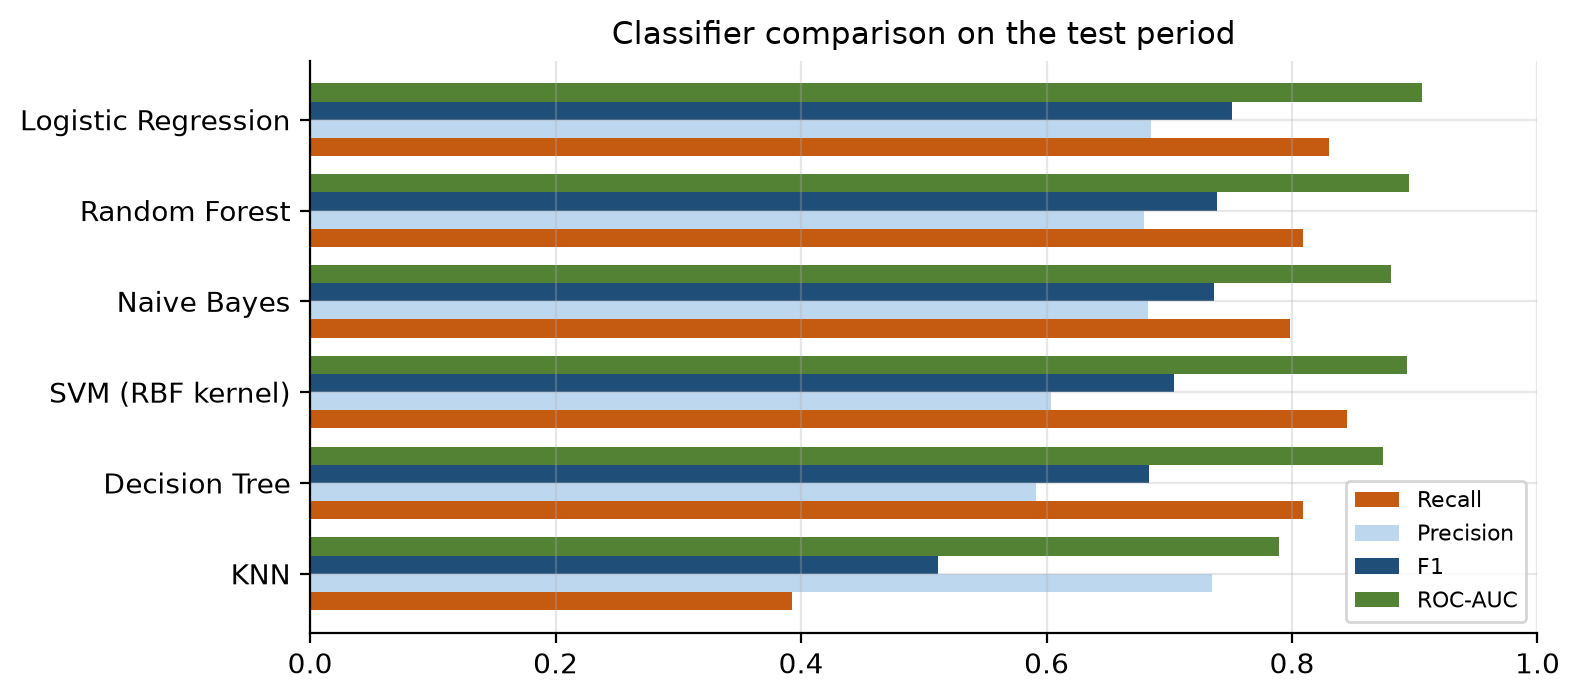 Classifier comparison on the test period
Logistic Regression
Random Forest
Naive Bayes
SVM (RBF kernel)
Decision Tree
KNN
Recall
Precision
F1
ROC-AUC
0.0 0.2 0.4 0.6 0.8 1.0